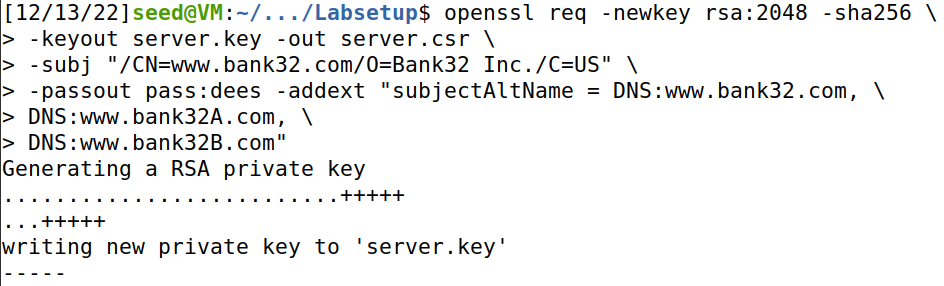 [12/13/22]seed@VM:~/.../Labsetup$ openssl req -newkey rsa:2048 -sha256 \
> -keyout server.key -out server.csr \
> -subj "/CN=www.bank32.com/O=Bank32 Inc./C=US" \
> -passout pass:dees -addext "subjectAltName = DNS:www.bank32.com, \
> DNS:www.bank32A.com, \
> DNS:www.bank32B.com"
Generating a RSA private key
..........................+++++
...+++++
writing new private key to 'server.key'
-----